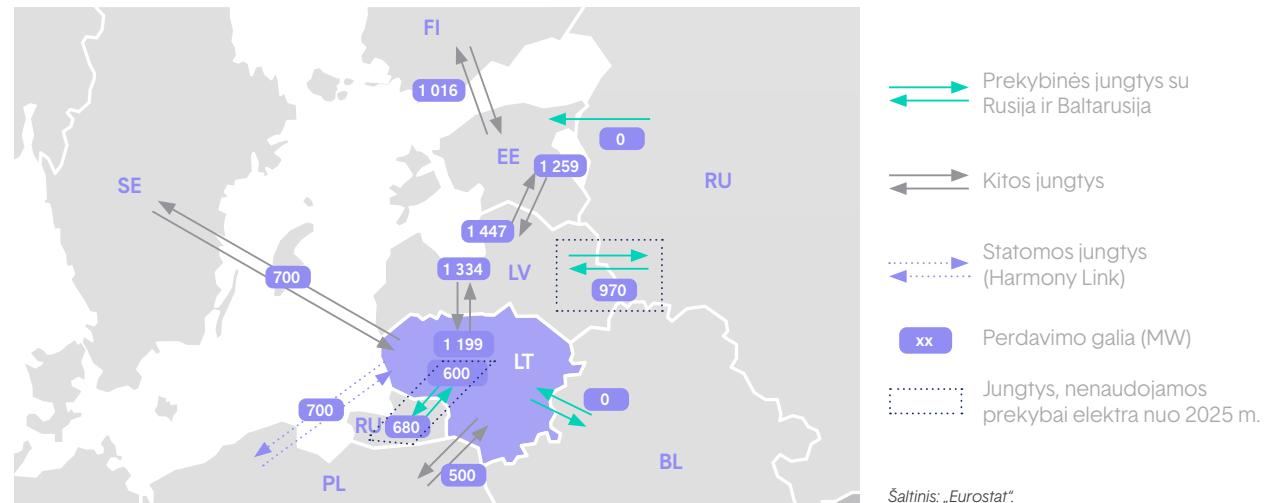 FI
1 016
0
EE
1 259
RU
SE
1 447
1 334
LV
700
970
1 199
LT
600
700
0
RU
680
BL
500
PL
Prekybinės jungtys su
Rusija ir Baltarusija
Kitos jungtys
Statomos jungtys
(Harmony Link)
xx
Perdavimo galia (MW)
Jungtys, nenaudojamos
prekybai elektra nuo 2025 m.
Šaltinis: „Eurostat“.